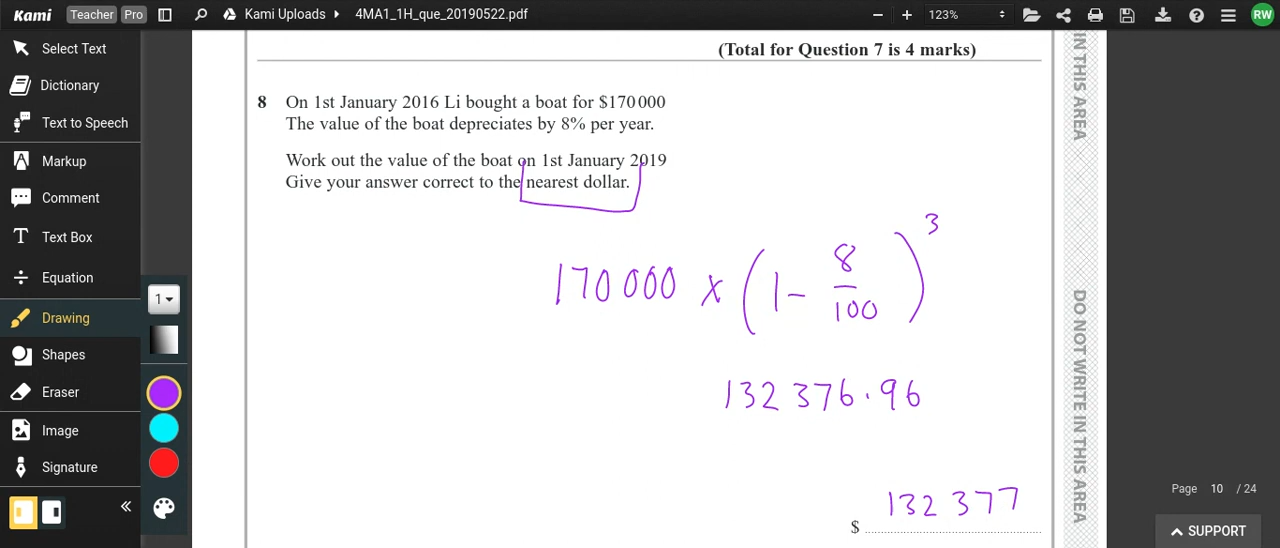 Kami Teacher Pro Kami Uploads 4MA1_1H_que_20190522.pdf 123% RW
Select Text
Dictionary
Text to Speech
Markup
Comment
Text Box
Equation
Drawing
Shapes
Eraser
Image
Signature
1
(Total for Question 7 is 4 marks)
8 On 1st January 2016 Li bought a boat for $170 000
The value of the boat depreciates by 8% per year.
Work out the value of the boat on 1st January 2019
Give your answer correct to the nearest dollar.
170 000 × (1 - 8/100)³
132 376.96
132 377
$
IN THIS AREA
DO NOT WRITE IN THIS AREA
Page 10 / 24
SUPPORT